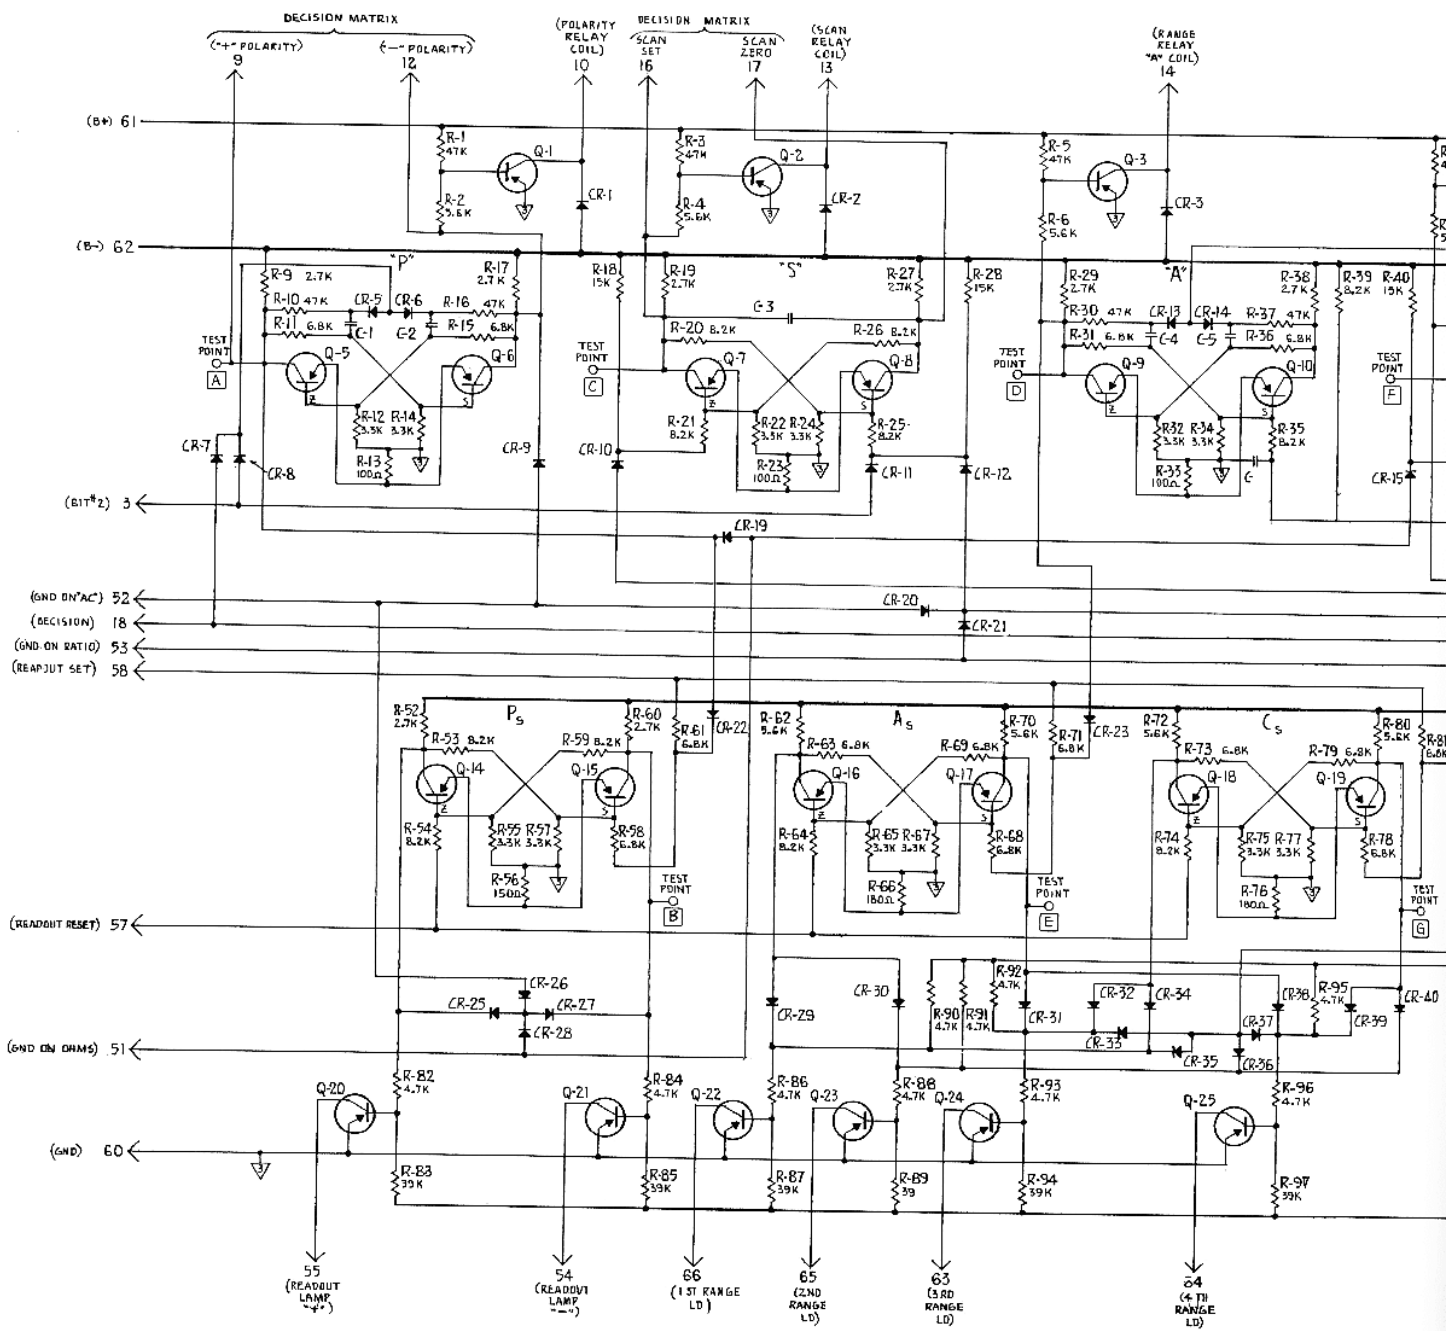 DECISION MATRIX
("+" POLARITY)
9
(—" POLARITY)
12
(POLARITY
RELAY
COIL)
10
DECISION MATRIX
SCAN
SET
16
SCAN
ZERO
17
(SCAN
RELAY
COIL)
13
(RANGE
RELAY
"A" COIL)
14
(B+) 61
R-1
47K
Q-1
R-2
5.6K
3
CR-1
R-3
47K
Q-2
R-4
5.6K
3
CR-2
R-5
47K
Q-3
R-6
5.6K
3
CR-3
(B-) 62
"P"
"S"
"A"
R-9 2.7K
R-10 47K
R-11 6.8K
CR-5
CR-6
C-1
C-2
R-16 47K
R-15 6.8K
R-17
2.7K
R-18
15K
R-19
2.7K
C-3
R-20 8.2K
R-26 8.2K
R-27
2.7K
R-28
15K
R-29
2.7K
R-30 47K
R-31 6.8K
CR-13
CR-14
C-4
C-5
R-37 47K
R-36 6.8K
R-38
2.7K
R-39
8.2K
R-40
15K
TEST
POINT
A
Q-5
Z
Q-6
S
TEST
POINT
C
Q-7
Z
Q-8
S
TEST
POINT
D
Q-9
Z
Q-10
S
TEST
POINT
F
R-12
3.3K
R-14
3.3K
R-13
100Ω
3
CR-7
CR-8
CR-9
CR-10
R-21
8.2K
R-22
3.3K
R-24
3.3K
R-23
100Ω
3
R-25
8.2K
CR-11
CR-12
R-32
3.3K
R-34
3.3K
R-33
100Ω
3
C-
R-35
8.2K
CR-15
(BIT#2) 3
CR-19
(GND ON "AC") 52
CR-20
(DECISION) 18
CR-21
(GND ON RATIO) 53
(READOUT SET) 58
R-52
2.7K
Ps
R-60
2.7K
R-61
6.8K
CR-22
R-62
5.6K
As
R-70
5.6K
R-71
6.8K
CR-23
R-72
5.6K
Cs
R-80
5.6K
R-81
6.8K
R-53 8.2K
R-59 8.2K
R-63 6.8K
R-69 6.8K
R-73 6.8K
R-79 6.8K
Q-14
Z
Q-15
S
Q-16
Z
Q-17
S
Q-18
Z
Q-19
S
R-54
8.2K
R-55
3.3K
R-57
3.3K
R-58
6.8K
R-56
150Ω
3
R-64
8.2K
R-65
3.3K
R-67
3.3K
R-68
6.8K
R-66
180Ω
3
R-74
8.2K
R-75
3.3K
R-77
3.3K
R-78
6.8K
R-76
180Ω
3
TEST
POINT
B
TEST
POINT
E
TEST
POINT
G
(READOUT RESET) 57
CR-26
CR-25
CR-27
CR-28
CR-29
CR-30
R-90
4.7K
R-91
4.7K
R-92
4.7K
CR-31
CR-32
CR-34
CR-33
CR-35
CR-36
CR-37
CR-38
R-95
4.7K
CR-39
CR-40
(GND ON OHMS) 51
Q-20
R-82
4.7K
Q-21
R-84
4.7K
Q-22
R-86
4.7K
Q-23
R-88
4.7K
Q-24
R-93
4.7K
Q-25
R-96
4.7K
(GND) 60
3
R-83
39K
R-85
39K
R-87
39K
R-89
39
R-94
39K
R-97
39K
55
(READOUT
LAMP
"+")
54
(READOUT
LAMP
"—")
66
(1ST RANGE
LD)
65
(2ND
RANGE
LD)
63
(3RD
RANGE
LD)
64
(4TH
RANGE
LD)